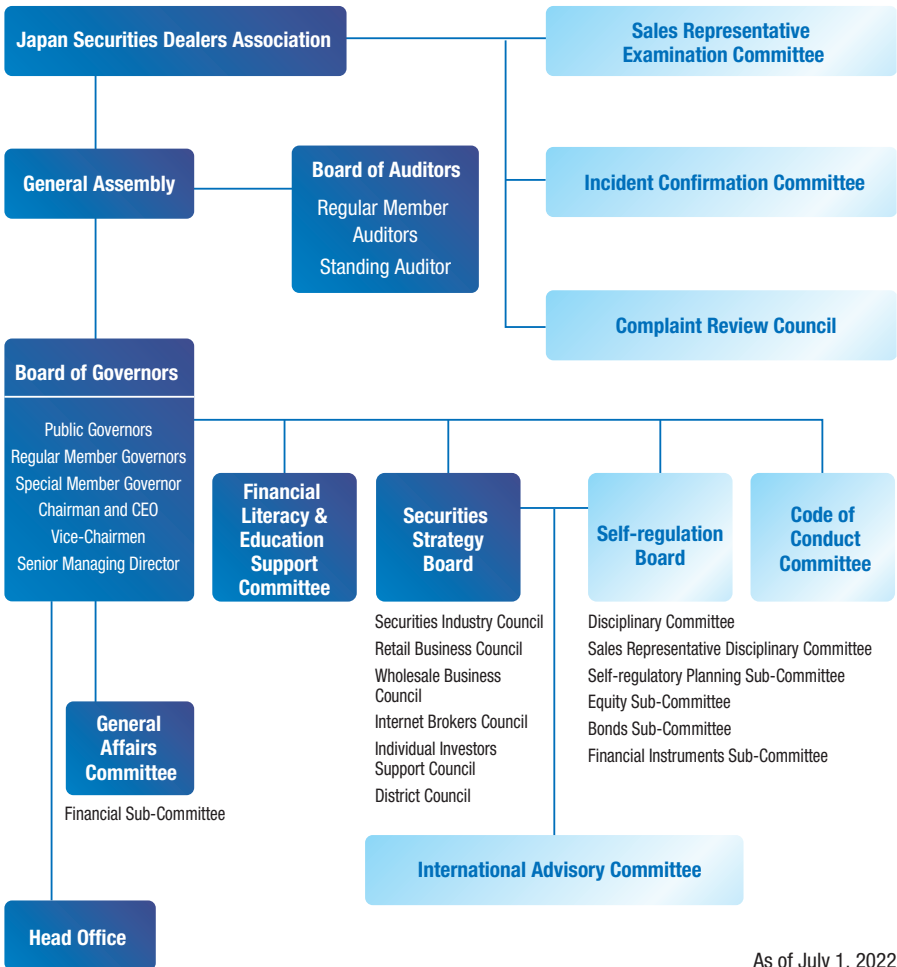 Japan Securities Dealers Association
Sales Representative
Examination Committee
General Assembly
Board of Auditors
Regular Member
Auditors
Standing Auditor
Incident Confirmation Committee
Complaint Review Council
Board of Governors
Public Governors
Regular Member Governors
Special Member Governor
Chairman and CEO
Vice-Chairmen
Senior Managing Director
Financial
Literacy &
Education
Support
Committee
Securities
Strategy
Board
Securities Industry Council
Retail Business Council
Wholesale Business
Council
Internet Brokers Council
Individual Investors
Support Council
District Council
Self-regulation
Board
Disciplinary Committee
Sales Representative Disciplinary Committee
Self-regulatory Planning Sub-Committee
Equity Sub-Committee
Bonds Sub-Committee
Financial Instruments Sub-Committee
Code of
Conduct
Committee
General
Affairs
Committee
Financial Sub-Committee
International Advisory Committee
Head Office
As of July 1, 2022